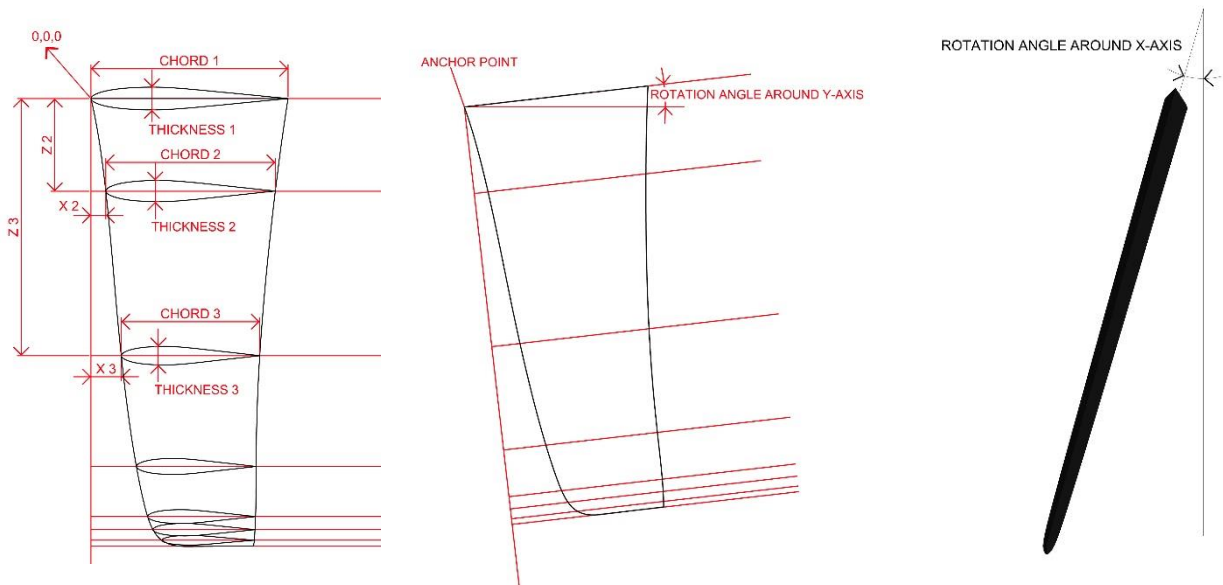 0,0,0
CHORD 1
THICKNESS 1
Z 2
CHORD 2
X 2
THICKNESS 2
Z 3
CHORD 3
X 3
THICKNESS 3
ANCHOR POINT
ROTATION ANGLE AROUND Y-AXIS
ROTATION ANGLE AROUND X-AXIS